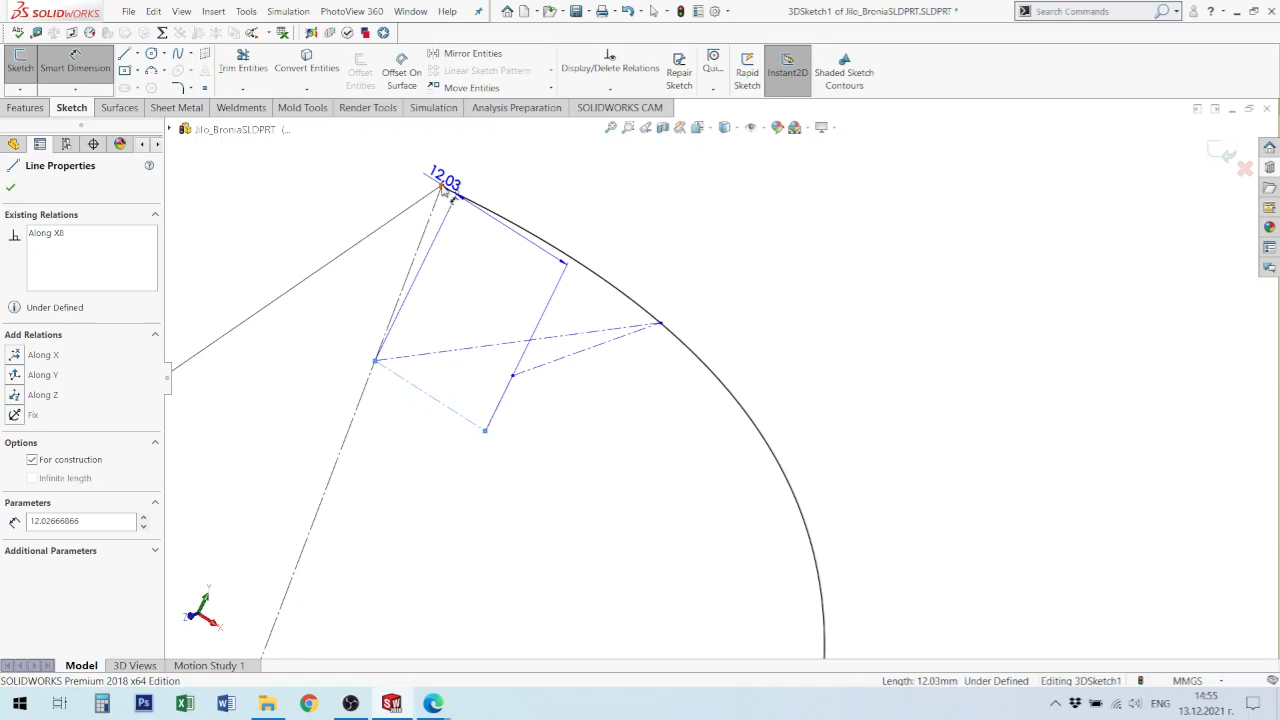 SOLIDWORKS File Edit View Insert Tools Simulation PhotoView 360 Window Help 3DSketch1 of Jilo_BroniaSLDPRT.SLDPRT * Search Commands
Sketch Smart Dimension Trim Entities Convert Entities Offset Entities Offset On Surface Mirror Entities Linear Sketch Pattern Move Entities Display/Delete Relations Repair Sketch Qui... Rapid Sketch Instant2D Shaded Sketch Contours
Features Sketch Surfaces Sheet Metal Weldments Mold Tools Render Tools Simulation Analysis Preparation SOLIDWORKS CAM
Jilo_BroniaSLDPRT (...
Line Properties
12,03
Existing Relations
Along X8
Under Defined
Add Relations
Along X
Along Y
Along Z
Fix
Options
For construction
Infinite length
Parameters
12.02666866
Additional Parameters
Y
Z
X
Model 3D Views Motion Study 1
SOLIDWORKS Premium 2018 x64 Edition Length: 12.03mm Under Defined Editing 3DSketch1 MMGS
ENG 14:55
13.12.2021 г.